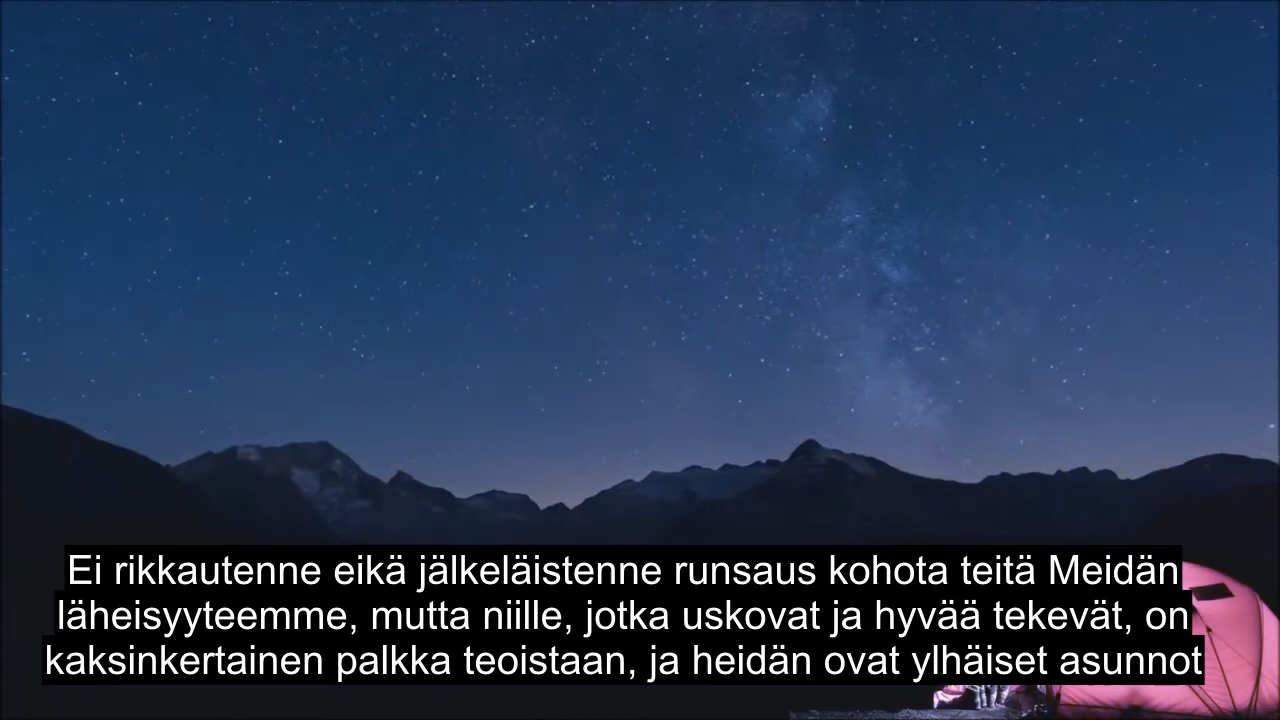 Ei rikkautenne eikä jälkeläistenne runsaus kohota teitä Meidän
läheisyyteemme, mutta niille, jotka uskovat ja hyvää tekevät, on
kaksinkertainen palkka teoistaan, ja heidän ovat ylhäiset asunnot